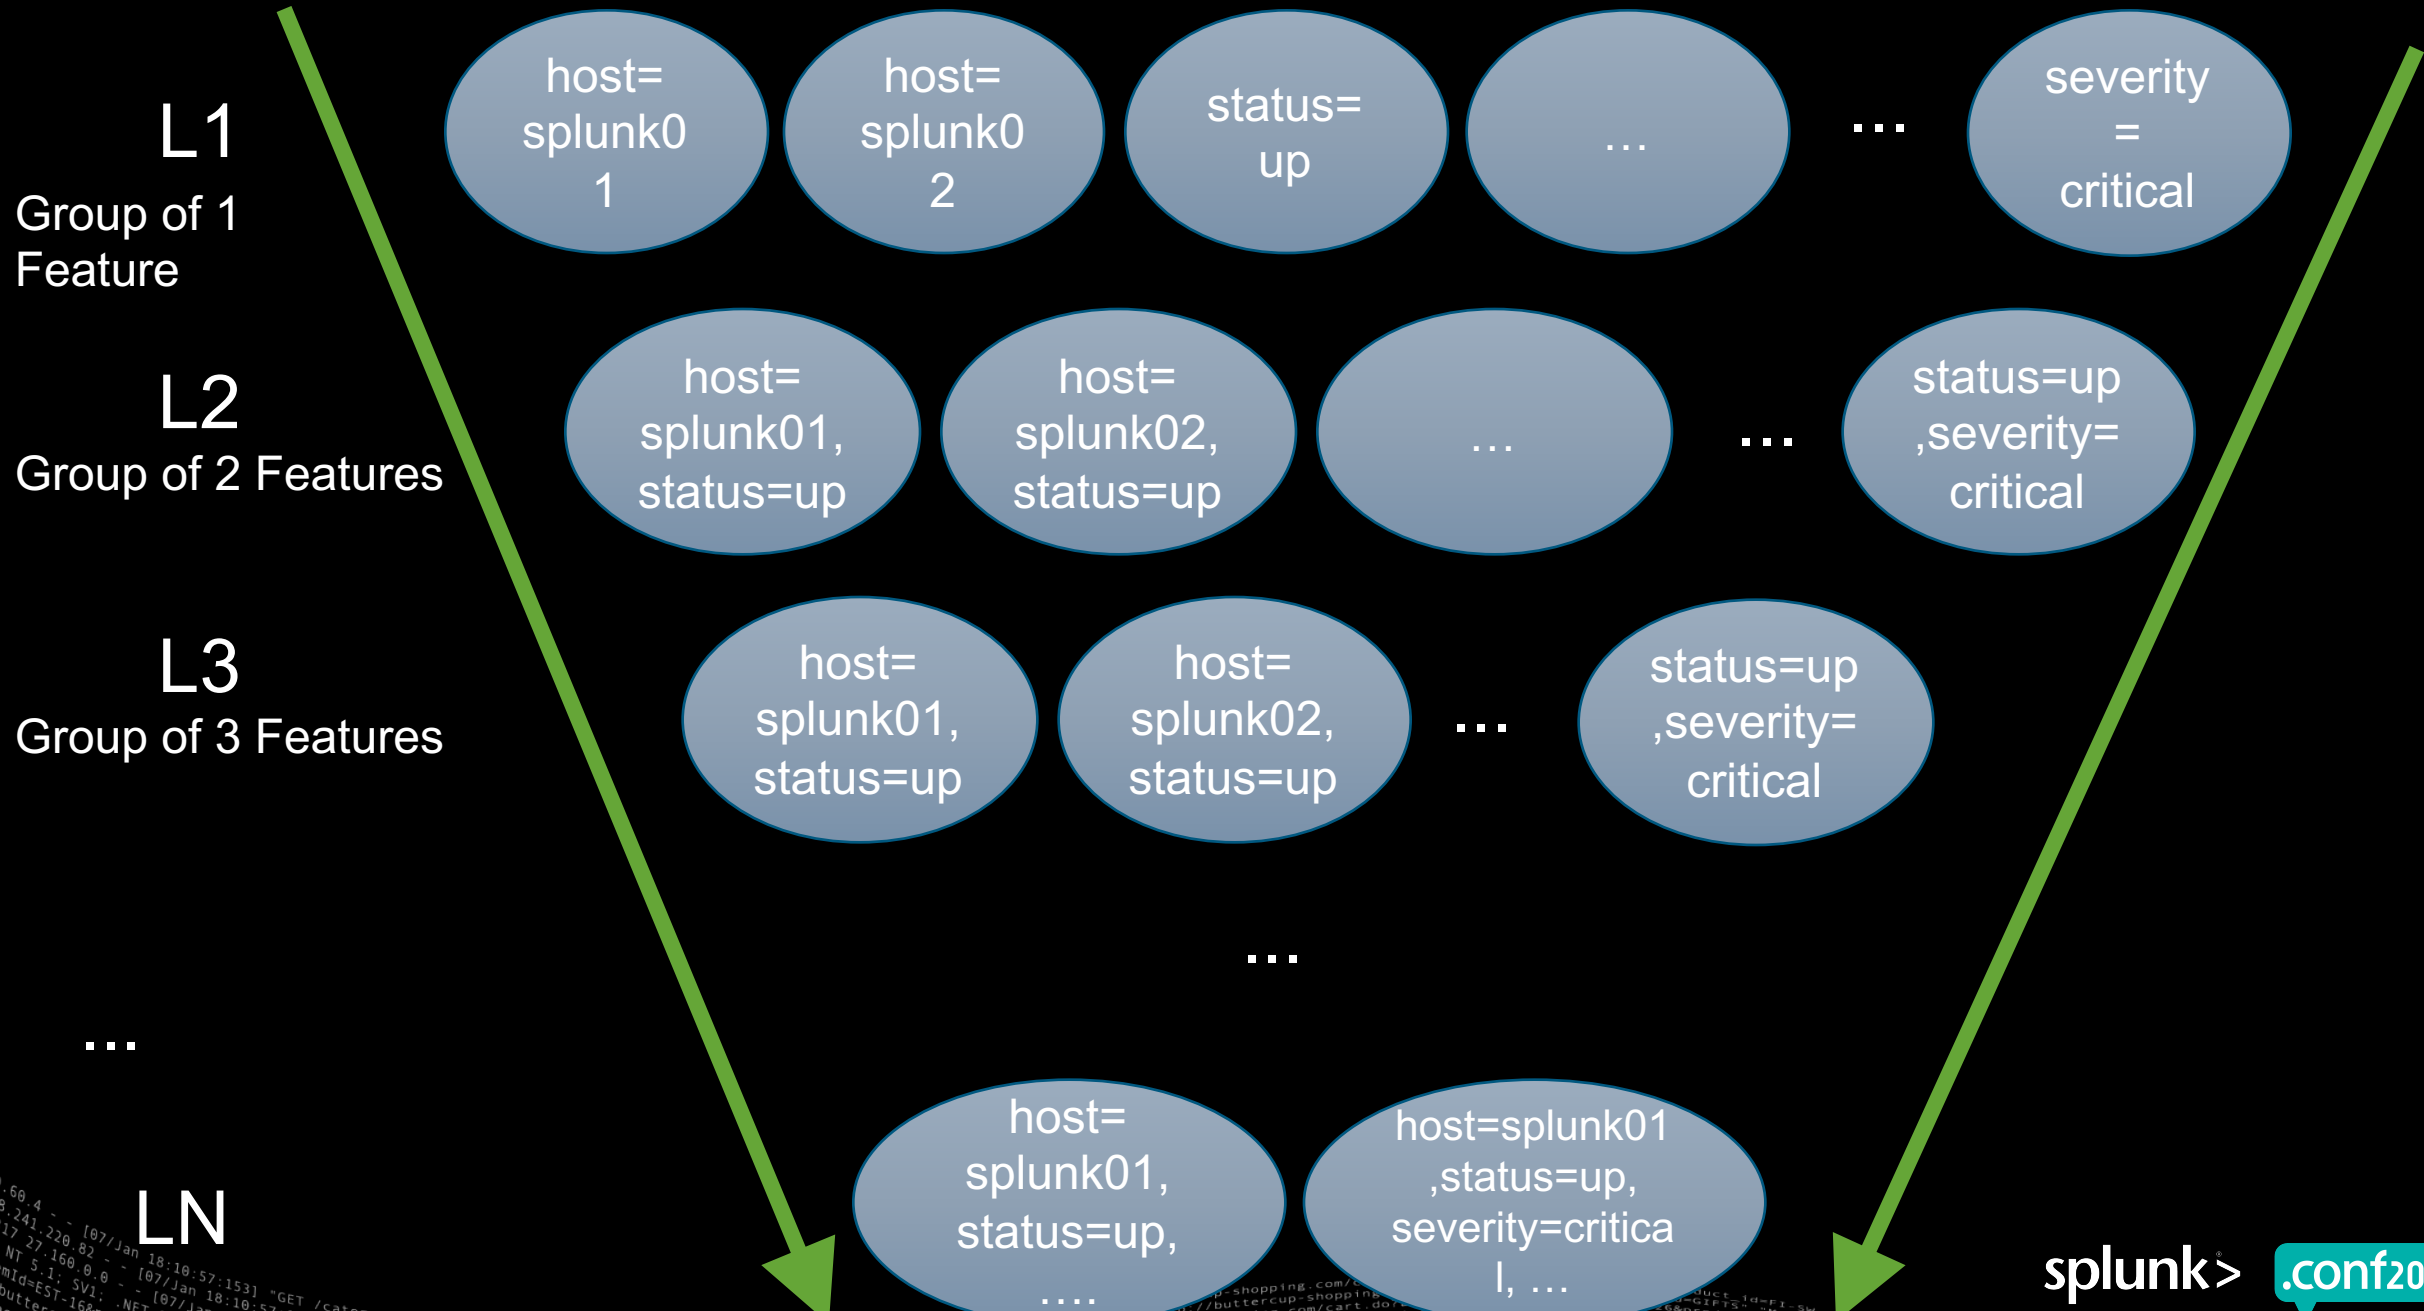 L1
Group of 1
Feature
host=
splunk0
1
host=
splunk0
2
status=
up
…
...
severity
=
critical
L2
Group of 2 Features
host=
splunk01,
status=up
host=
splunk02,
status=up
…
...
status=up
,severity=
critical
L3
Group of 3 Features
host=
splunk01,
status=up
host=
splunk02,
status=up
...
status=up
,severity=
critical
...
...
LN
host=
splunk01,
status=up,
….
host=splunk01
,status=up,
severity=critica
l, …
splunk>
.conf20